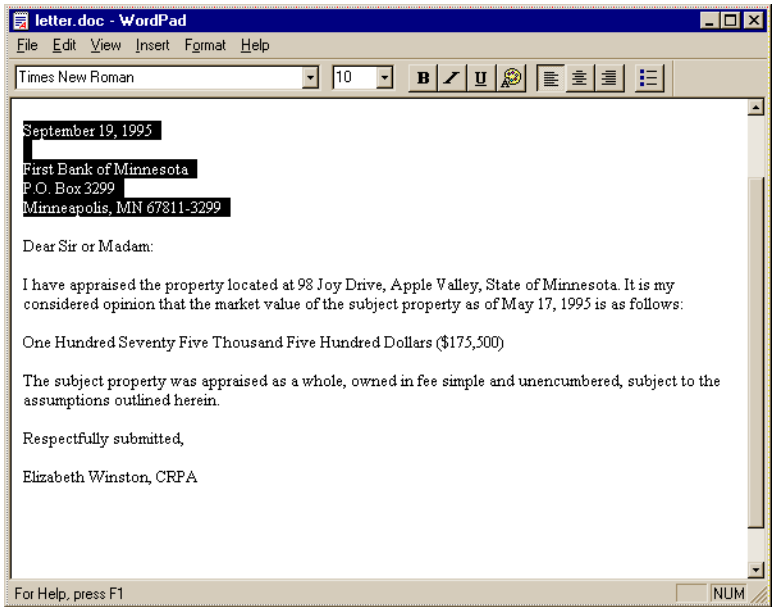 letter.doc - WordPad
File Edit View Insert Format Help
Times New Roman 10 B I U
September 19, 1995
First Bank of Minnesota
P.O. Box 3299
Minneapolis, MN 67811-3299
Dear Sir or Madam:
I have appraised the property located at 98 Joy Drive, Apple Valley, State of Minnesota. It is my
considered opinion that the market value of the subject property as of May 17, 1995 is as follows:
One Hundred Seventy Five Thousand Five Hundred Dollars ($175,500)
The subject property was appraised as a whole, owned in fee simple and unencumbered, subject to the
assumptions outlined herein.
Respectfully submitted,
Elizabeth Winston, CRPA
For Help, press F1 NUM